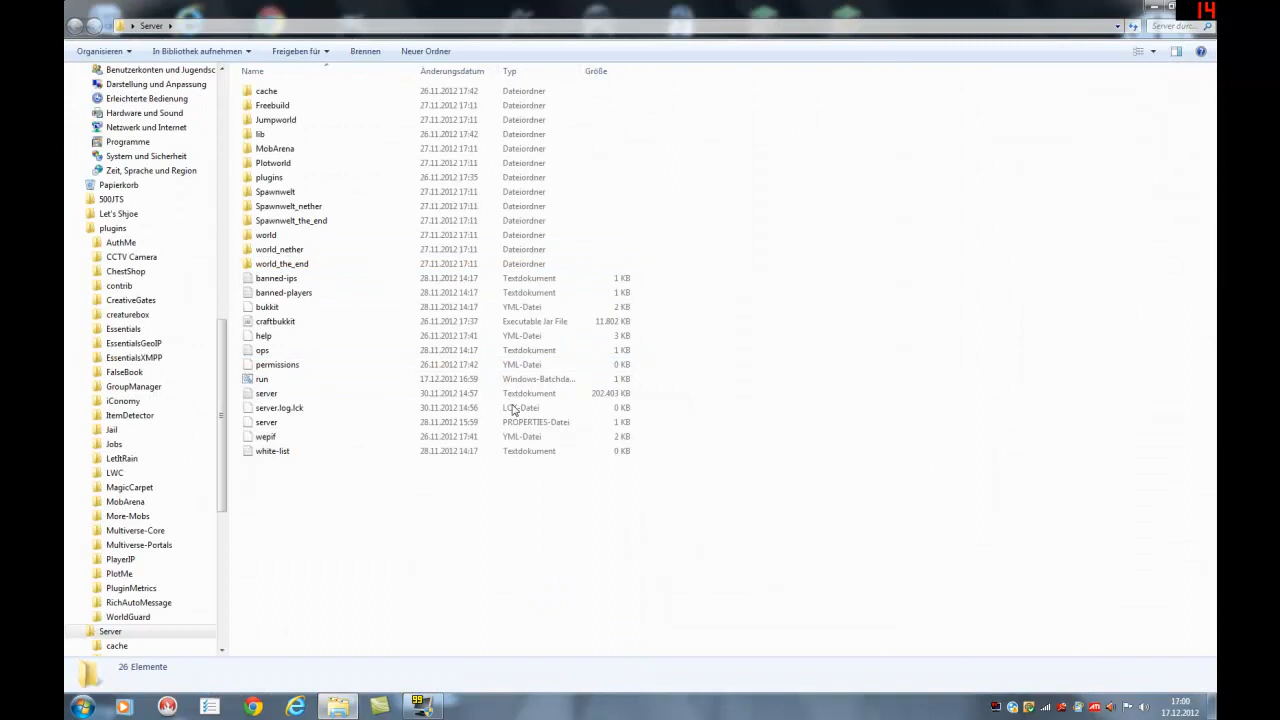 14
Server
Server durc...
Organisieren In Bibliothek aufnehmen Freigeben für Brennen Neuer Ordner
Name Änderungsdatum Typ Größe
Benutzerkonten und Jugendsc
Darstellung und Anpassung
Erleichterte Bedienung
Hardware und Sound
Netzwerk und Internet
Programme
System und Sicherheit
Zeit, Sprache und Region
Papierkorb
500JTS
Let's Shjoe
plugins
AuthMe
CCTV Camera
ChestShop
contrib
CreativeGates
creaturebox
Essentials
EssentialsGeoIP
EssentialsXMPP
FalseBook
GroupManager
iConomy
ItemDetector
Jail
Jobs
LetItRain
LWC
MagicCarpet
MobArena
More-Mobs
Multiverse-Core
Multiverse-Portals
PlayerIP
PlotMe
PluginMetrics
RichAutoMessage
WorldGuard
Server
cache
cache 26.11.2012 17:42 Dateiordner
Freebuild 27.11.2012 17:11 Dateiordner
Jumpworld 27.11.2012 17:11 Dateiordner
lib 26.11.2012 17:42 Dateiordner
MobArena 27.11.2012 17:11 Dateiordner
Plotworld 27.11.2012 17:11 Dateiordner
plugins 26.11.2012 17:35 Dateiordner
Spawnwelt 27.11.2012 17:11 Dateiordner
Spawnwelt_nether 27.11.2012 17:11 Dateiordner
Spawnwelt_the_end 27.11.2012 17:11 Dateiordner
world 27.11.2012 17:11 Dateiordner
world_nether 27.11.2012 17:11 Dateiordner
world_the_end 27.11.2012 17:11 Dateiordner
banned-ips 28.11.2012 14:17 Textdokument 1 KB
banned-players 28.11.2012 14:17 Textdokument 1 KB
bukkit 28.11.2012 14:17 YML-Datei 2 KB
craftbukkit 26.11.2012 17:37 Executable Jar File 11.802 KB
help 26.11.2012 17:41 YML-Datei 3 KB
ops 28.11.2012 14:17 Textdokument 1 KB
permissions 26.11.2012 17:42 YML-Datei 0 KB
run 17.12.2012 16:59 Windows-Batchda... 1 KB
server 30.11.2012 14:57 Textdokument 202.403 KB
server.log.lck 30.11.2012 14:56 0 KB
server 28.11.2012 15:59 PROPERTIES-Datei 1 KB
wepif 26.11.2012 17:41 YML-Datei 2 KB
white-list 28.11.2012 14:17 Textdokument 0 KB
26 Elemente
99
17:00
17.12.2012